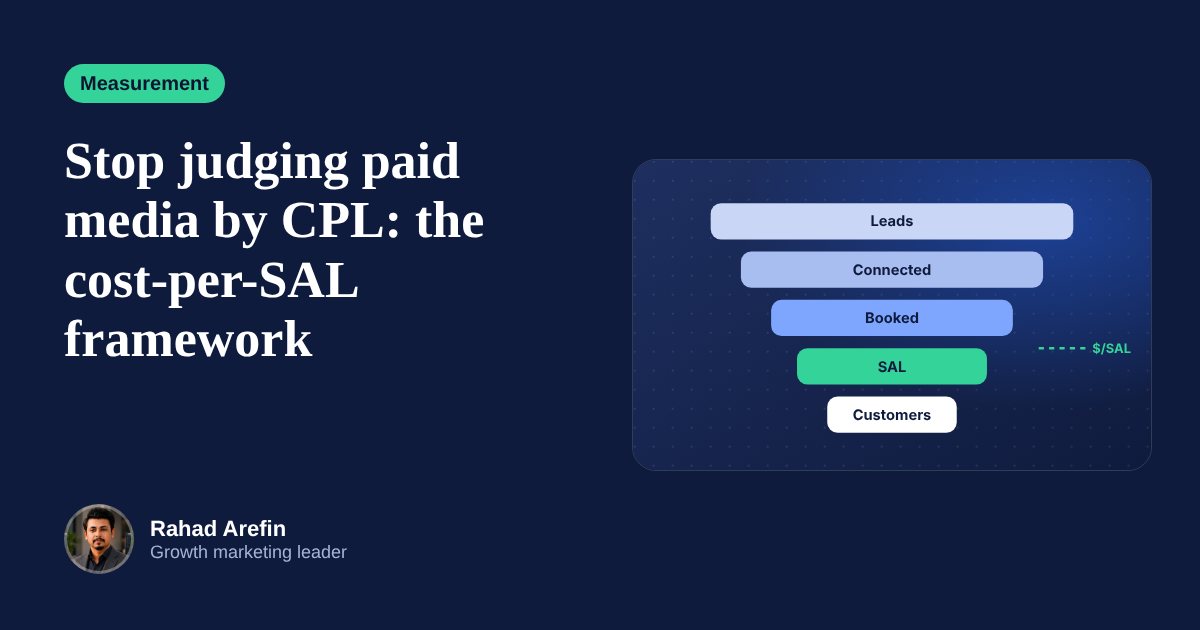 Measurement
Stop judging paid
media by CPL: the
cost-per-SAL
framework
Leads
Connected
Booked
$/SAL
SAL
Customers
Rahad Arefin
Growth marketing leader